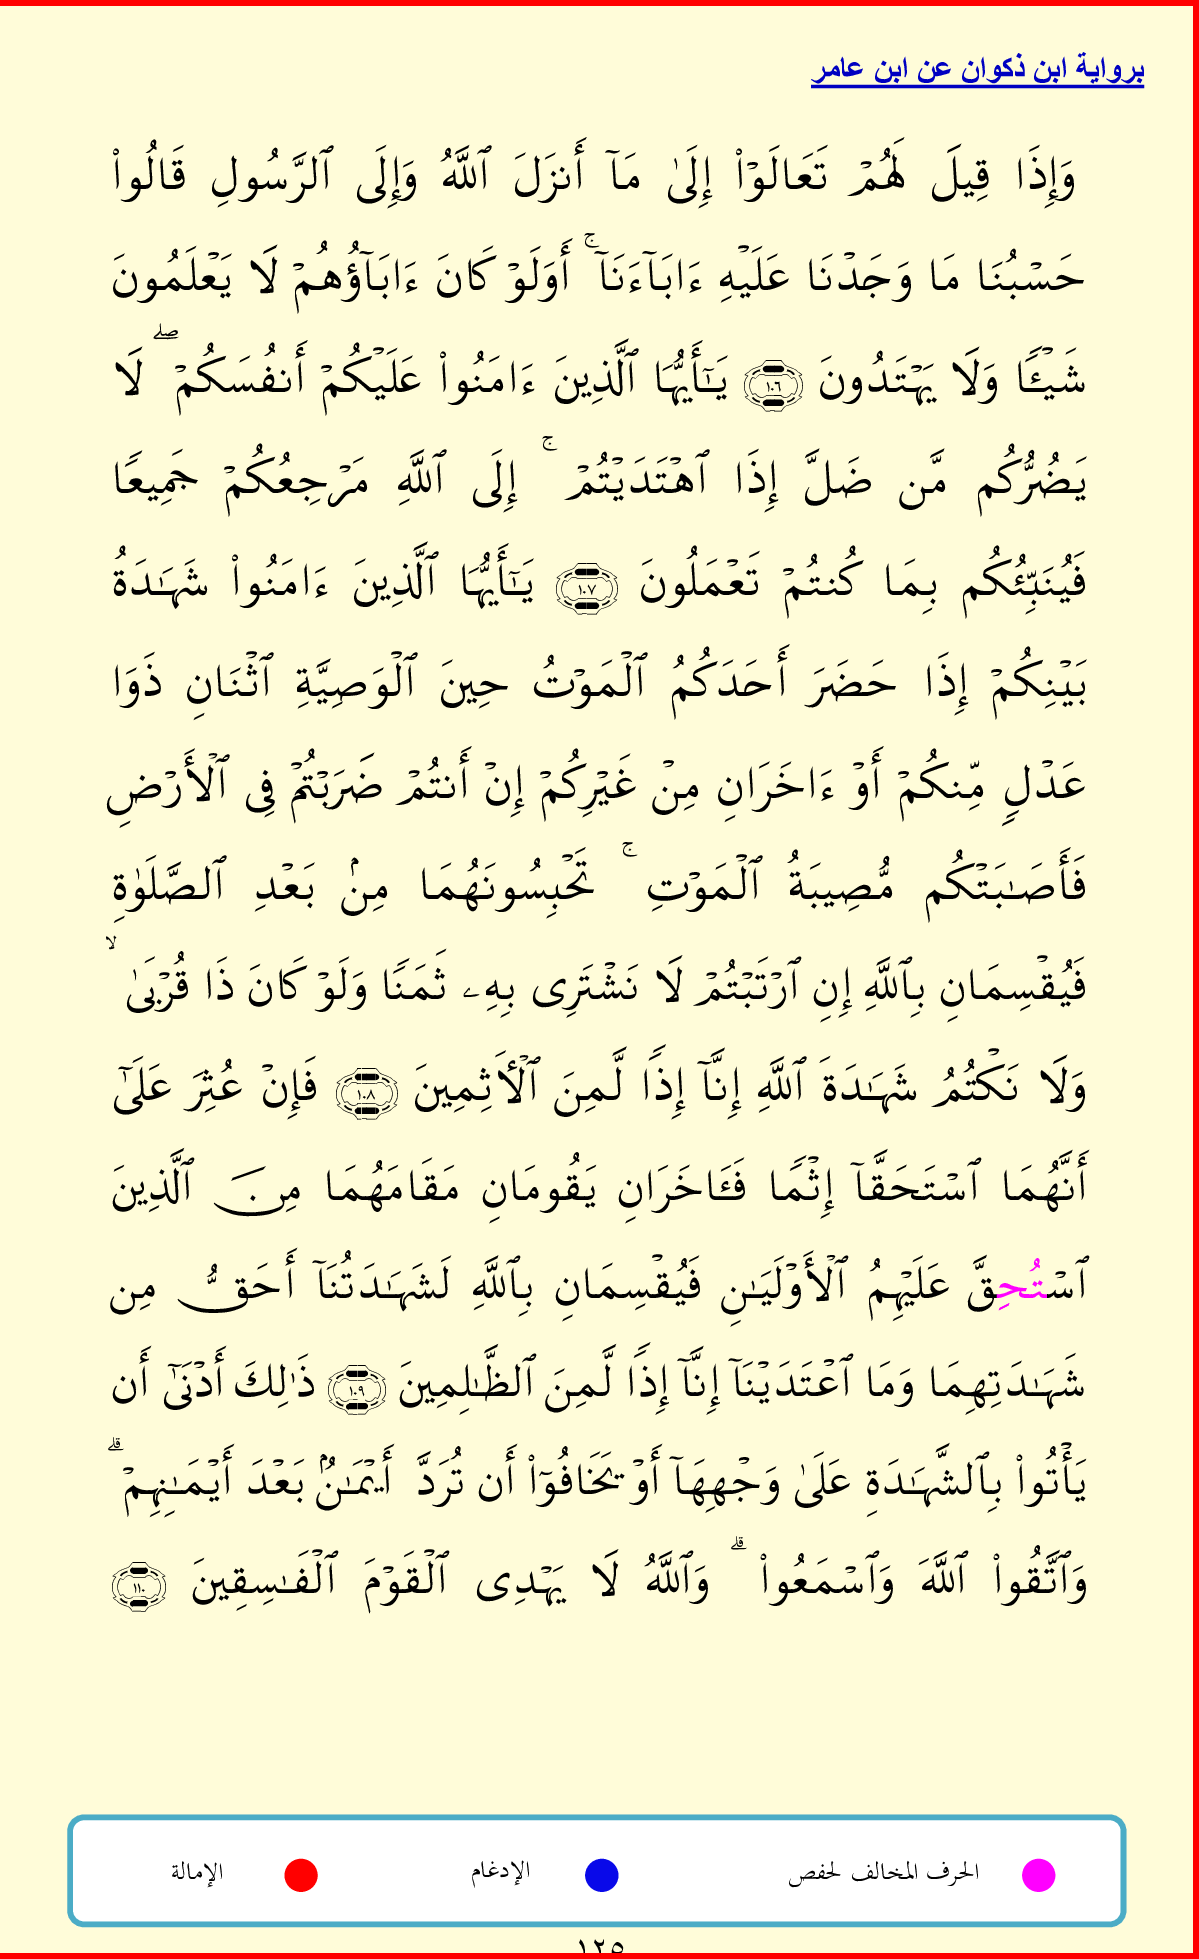 برواية ابن ذكوان عن ابن عامر
وَإِذَا قِيلَ لَهُمْ تَعَالَوْا۟ إِلَىٰ مَآ أَنزَلَ ٱللَّهُ وَإِلَى ٱلرَّسُولِ قَالُوا۟
حَسْبُنَا مَا وَجَدْنَا عَلَيْهِ ءَابَآءَنَآ ۚ أَوَلَوْ كَانَ ءَابَآؤُهُمْ لَا يَعْلَمُونَ
شَيْـًٔا وَلَا يَهْتَدُونَ ١٠٦ يَـٰٓأَيُّهَا ٱلَّذِينَ ءَامَنُوا۟ عَلَيْكُمْ أَنفُسَكُمْ ۖ لَا
يَضُرُّكُم مَّن ضَلَّ إِذَا ٱهْتَدَيْتُمْ ۚ إِلَى ٱللَّهِ مَرْجِعُكُمْ جَمِيعًا
فَيُنَبِّئُكُم بِمَا كُنتُمْ تَعْمَلُونَ ١٠٧ يَـٰٓأَيُّهَا ٱلَّذِينَ ءَامَنُوا۟ شَهَـٰدَةُ
بَيْنِكُمْ إِذَا حَضَرَ أَحَدَكُمُ ٱلْمَوْتُ حِينَ ٱلْوَصِيَّةِ ٱثْنَانِ ذَوَا
عَدْلٍ مِّنكُمْ أَوْ ءَاخَرَانِ مِنْ غَيْرِكُمْ إِنْ أَنتُمْ ضَرَبْتُمْ فِى ٱلْأَرْضِ
فَأَصَـٰبَتْكُم مُّصِيبَةُ ٱلْمَوْتِ ۚ تَحْبِسُونَهُمَا مِنۢ بَعْدِ ٱلصَّلَوٰةِ
فَيُقْسِمَانِ بِٱللَّهِ إِنِ ٱرْتَبْتُمْ لَا نَشْتَرِى بِهِۦ ثَمَنًا وَلَوْ كَانَ ذَا قُرْبَىٰ ۙ
وَلَا نَكْتُمُ شَهَـٰدَةَ ٱللَّهِ إِنَّآ إِذًا لَّمِنَ ٱلْأَثِمِينَ ١٠٨ فَإِنْ عُثِرَ عَلَىٰٓ
أَنَّهُمَا ٱسْتَحَقَّآ إِثْمًا فَـَٔاخَرَانِ يَقُومَانِ مَقَامَهُمَا مِنَ ٱلَّذِينَ
ٱسْتُحِقَّ عَلَيْهِمُ ٱلْأَوْلَيَـٰنِ فَيُقْسِمَانِ بِٱللَّهِ لَشَهَـٰدَتُنَآ أَحَقُّ مِن
شَهَـٰدَتِهِمَا وَمَا ٱعْتَدَيْنَآ إِنَّآ إِذًا لَّمِنَ ٱلظَّـٰلِمِينَ ١٠٩ ذَٰلِكَ أَدْنَىٰٓ أَن
يَأْتُوا۟ بِٱلشَّهَـٰدَةِ عَلَىٰ وَجْهِهَآ أَوْ يَخَافُوٓا۟ أَن تُرَدَّ أَيْمَـٰنٌۢ بَعْدَ أَيْمَـٰنِهِمْ ۗ
وَٱتَّقُوا۟ ٱللَّهَ وَٱسْمَعُوا۟ ۗ وَٱللَّهُ لَا يَهْدِى ٱلْقَوْمَ ٱلْفَـٰسِقِينَ ١١٠
الحرف المخالف لحفص الإدغام الإمالة
١٢٥